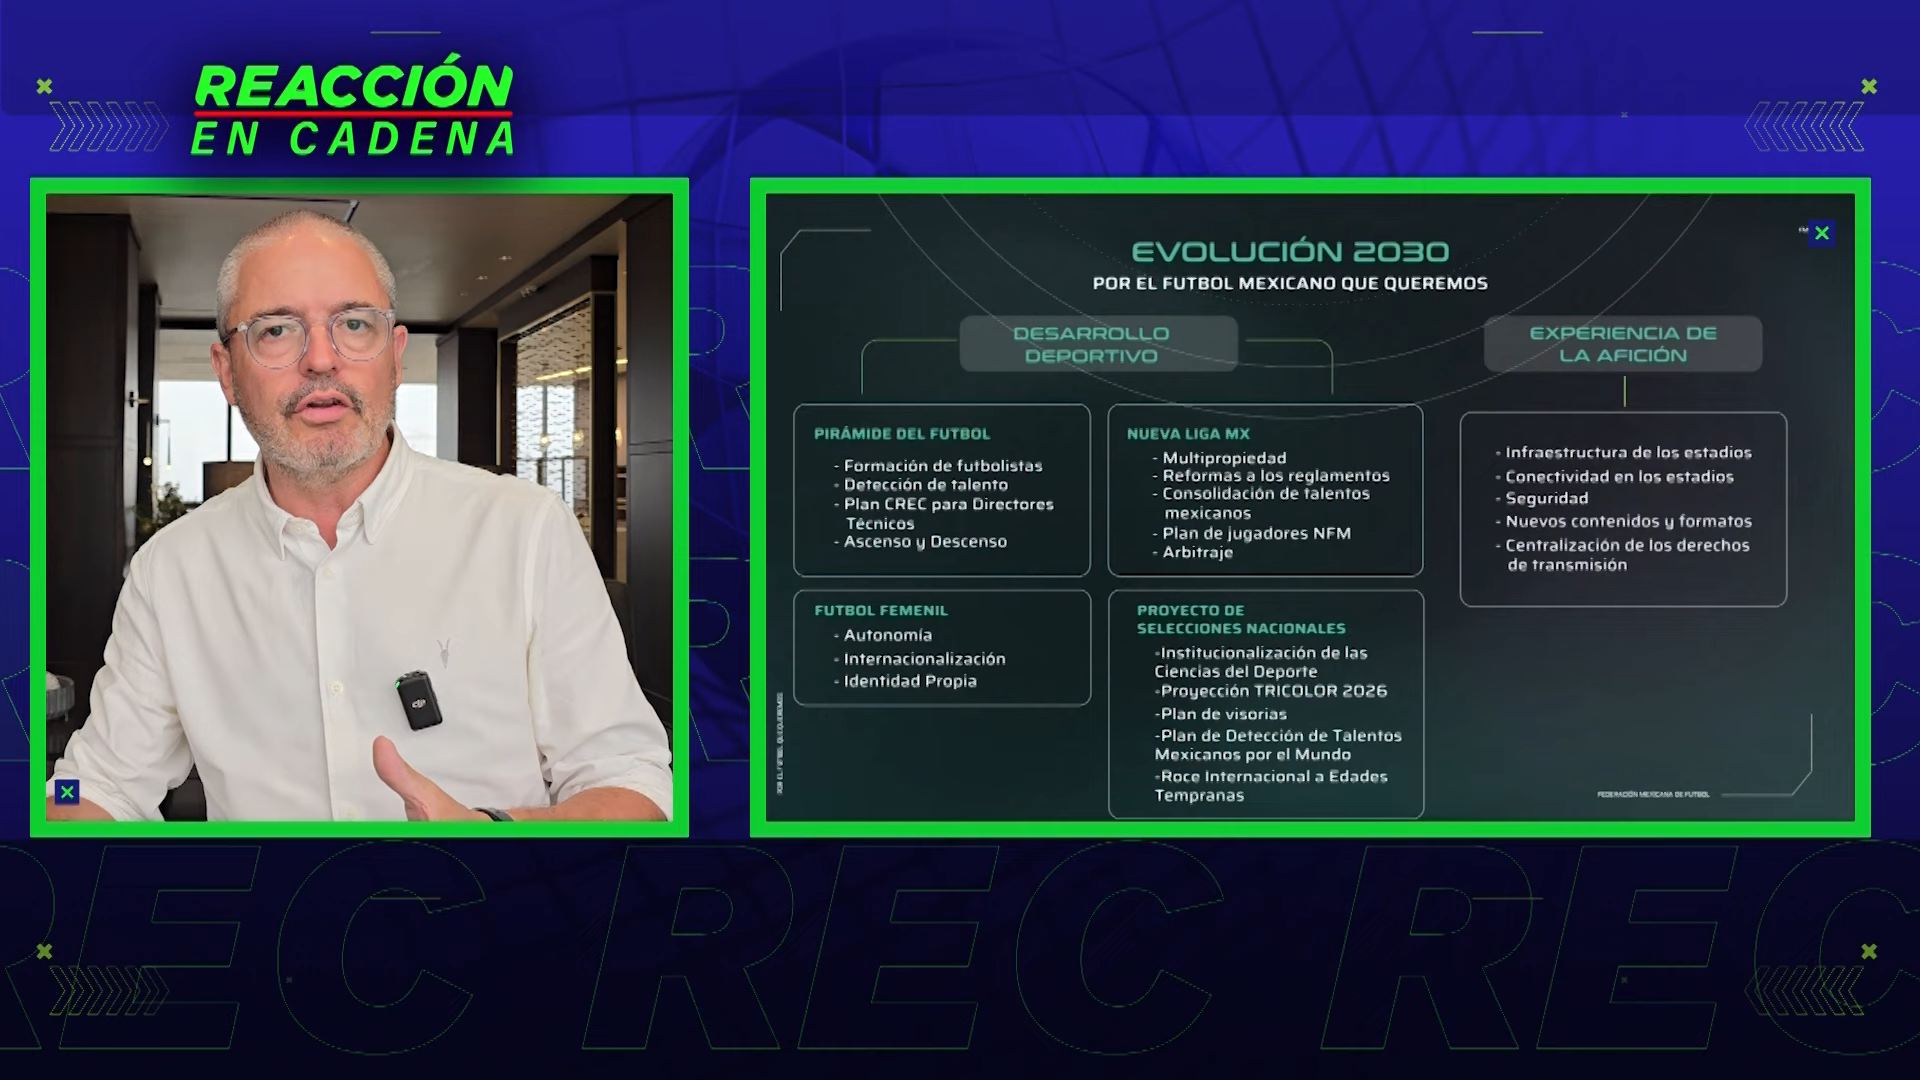 REACCIÓN
EN CADENA
EVOLUCIÓN 2030
POR EL FUTBOL MEXICANO QUE QUEREMOS
DESARROLLO
DEPORTIVO
PIRÁMIDE DEL FUTBOL
- Formación de futbolistas
- Detección de talento
- Plan CREC para Directores
Técnicos
- Ascenso y Descenso
NUEVA LIGA MX
- Multipropiedad
- Reformas a los reglamentos
- Consolidación de talentos
mexicanos
- Plan de jugadores NFM
- Arbitraje
FUTBOL FEMENIL
- Autonomía
- Internacionalización
- Identidad Propia
PROYECTO DE
SELECCIONES NACIONALES
-Institucionalización de las
Ciencias del Deporte
-Proyección TRICOLOR 2026
-Plan de visorias
-Plan de Detección de Talentos
Mexicanos por el Mundo
-Roce Internacional a Edades
Tempranas
EXPERIENCIA DE
LA AFICIÓN
- Infraestructura de los estadios
- Conectividad en los estadios
- Seguridad
- Nuevos contenidos y formatos
- Centralización de los derechos
de transmisión
FEDERACIÓN MEXICANA DE FUTBOL
dji
REC REC REC